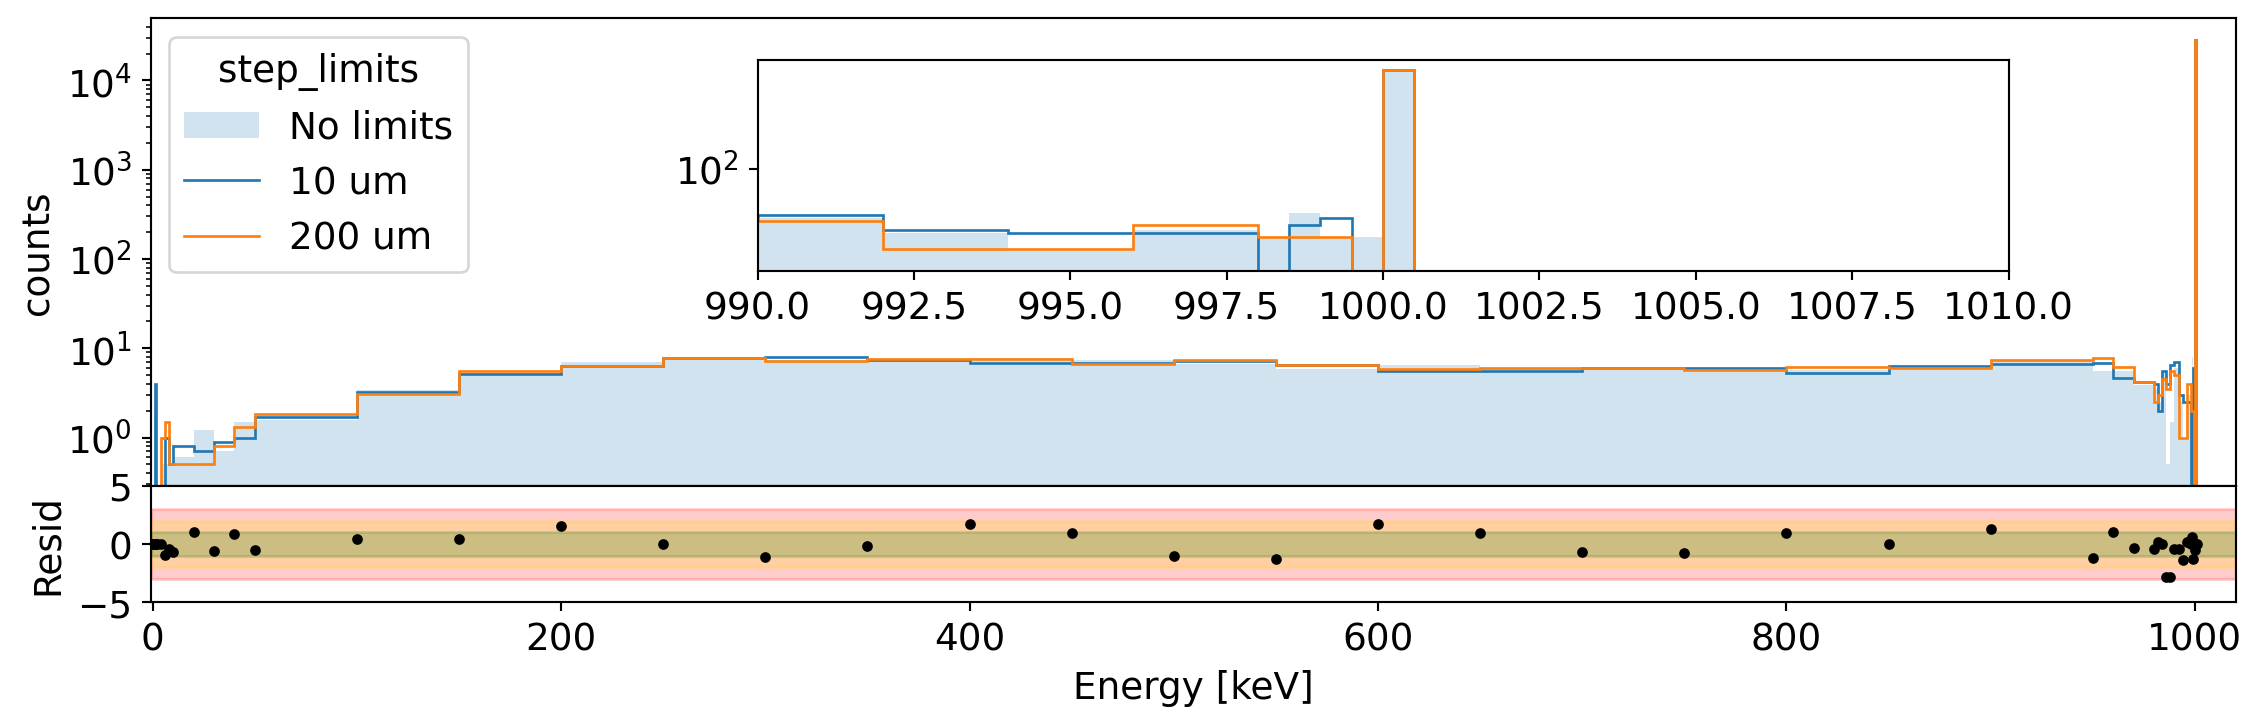 counts
10^4
10^3
10^2
10^1
10^0
step_limits
No limits
10 um
200 um
10^2
990.0 992.5 995.0 997.5 1000.0 1002.5 1005.0 1007.5 1010.0
Resid
5
0
−5
0 200 400 600 800 1000
Energy [keV]